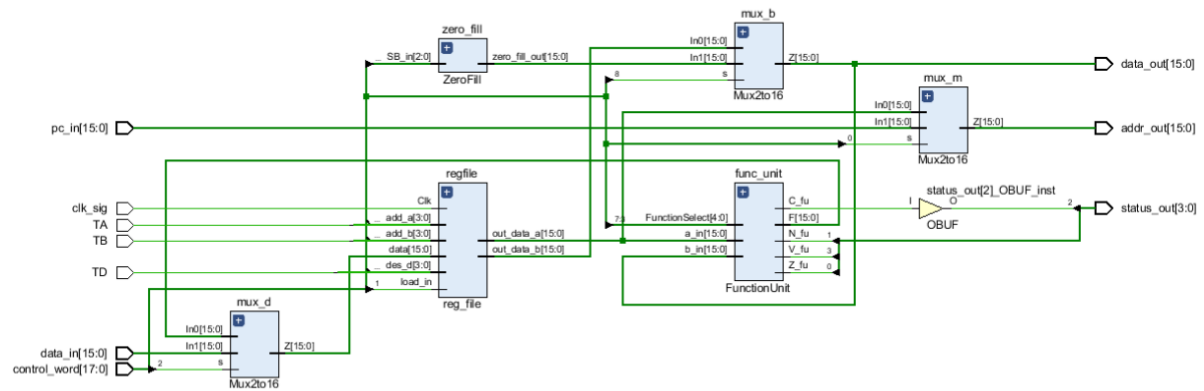 zero_fill
SB_in[2:0]
zero_fill_out[15:0]
ZeroFill
mux_b
In0[15:0]
In1[15:0]
Z[15:0]
8
s
Mux2to16
data_out[15:0]
mux_m
In0[15:0]
In1[15:0]
Z[15:0]
0
s
Mux2to16
addr_out[15:0]
pc_in[15:0]
regfile
Clk
add_a[3:0]
add_b[3:0]
data[15:0]
des_d[3:0]
1
load_in
out_data_a[15:0]
out_data_b[15:0]
reg_file
clk_sig
TA
TB
TD
func_unit
FunctionSelect[4:0]
a_in[15:0]
b_in[15:0]
C_fu
F[15:0]
N_fu
1
V_fu
3
Z_fu
0
FunctionUnit
status_out[2]_OBUF_inst
I
O
OBUF
2
status_out[3:0]
mux_d
In0[15:0]
In1[15:0]
Z[15:0]
2
s
Mux2to16
data_in[15:0]
control_word[17:0]